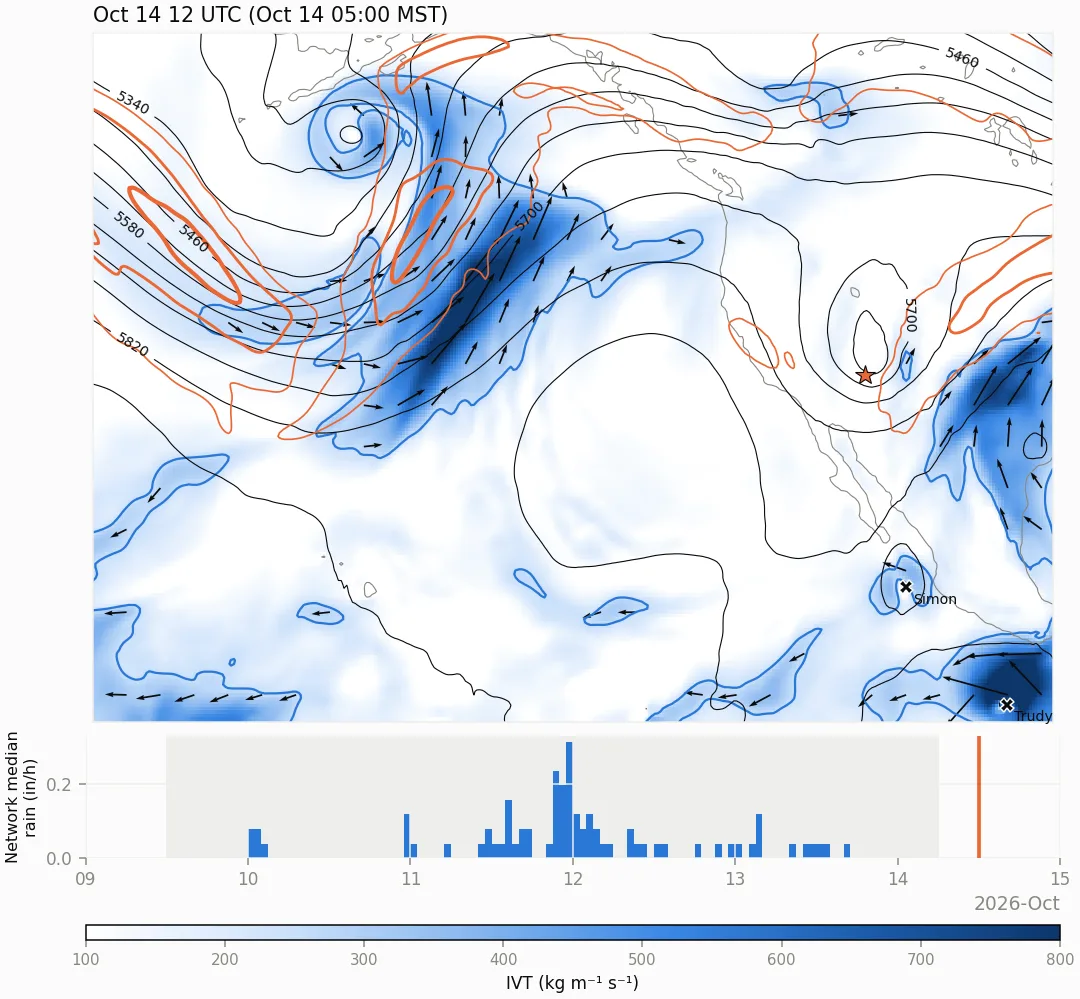 Oct 14 12 UTC (Oct 14 05:00 MST)
5340
5460
5580
5460
5700
5700
5820
Simon
Trudy
Network median
rain (in/h)
0.2
0.0
09 10 11 12 13 14 15
2026-Oct
100 200 300 400 500 600 700 800
IVT (kg m⁻¹ s⁻¹)